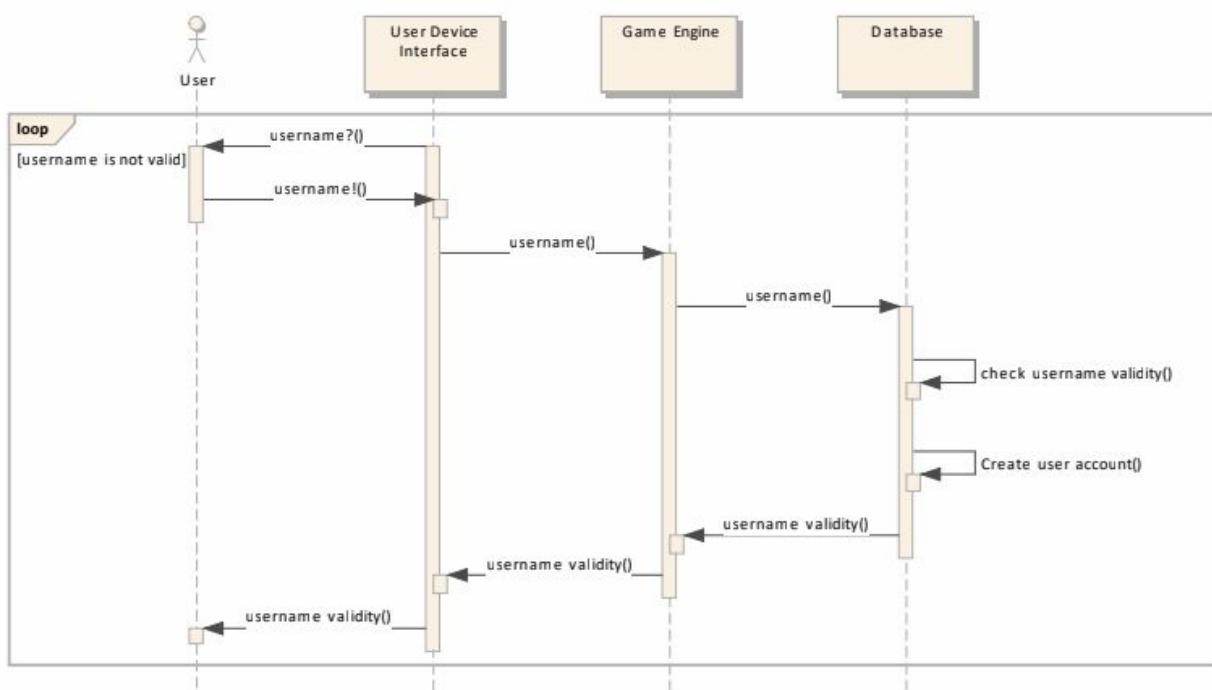 User
User Device
Interface
Game Engine
Database
loop
[username is not valid]
username?()
username!()
username()
username()
check username validity()
Create user account()
username validity()
username validity()
username validity()